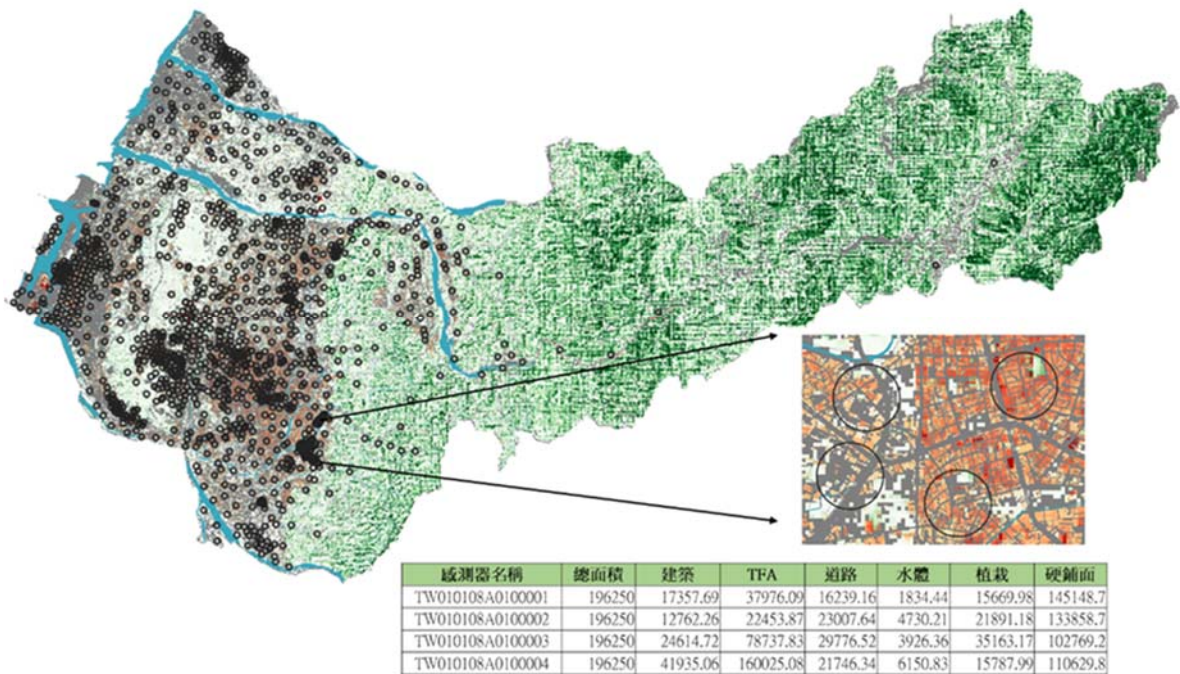 感測器名稱 總面積 建築 TFA 道路 水體 植栽 硬鋪面
TW010108A0100001 196250 17357.69 37976.09 16239.16 1834.44 15669.98 145148.7
TW010108A0100002 196250 12762.26 22453.87 23007.64 4730.21 21891.18 133858.7
TW010108A0100003 196250 24614.72 78737.83 29776.52 3926.36 35163.17 102769.2
TW010108A0100004 196250 41935.06 160025.08 21746.34 6150.83 15787.99 110629.8